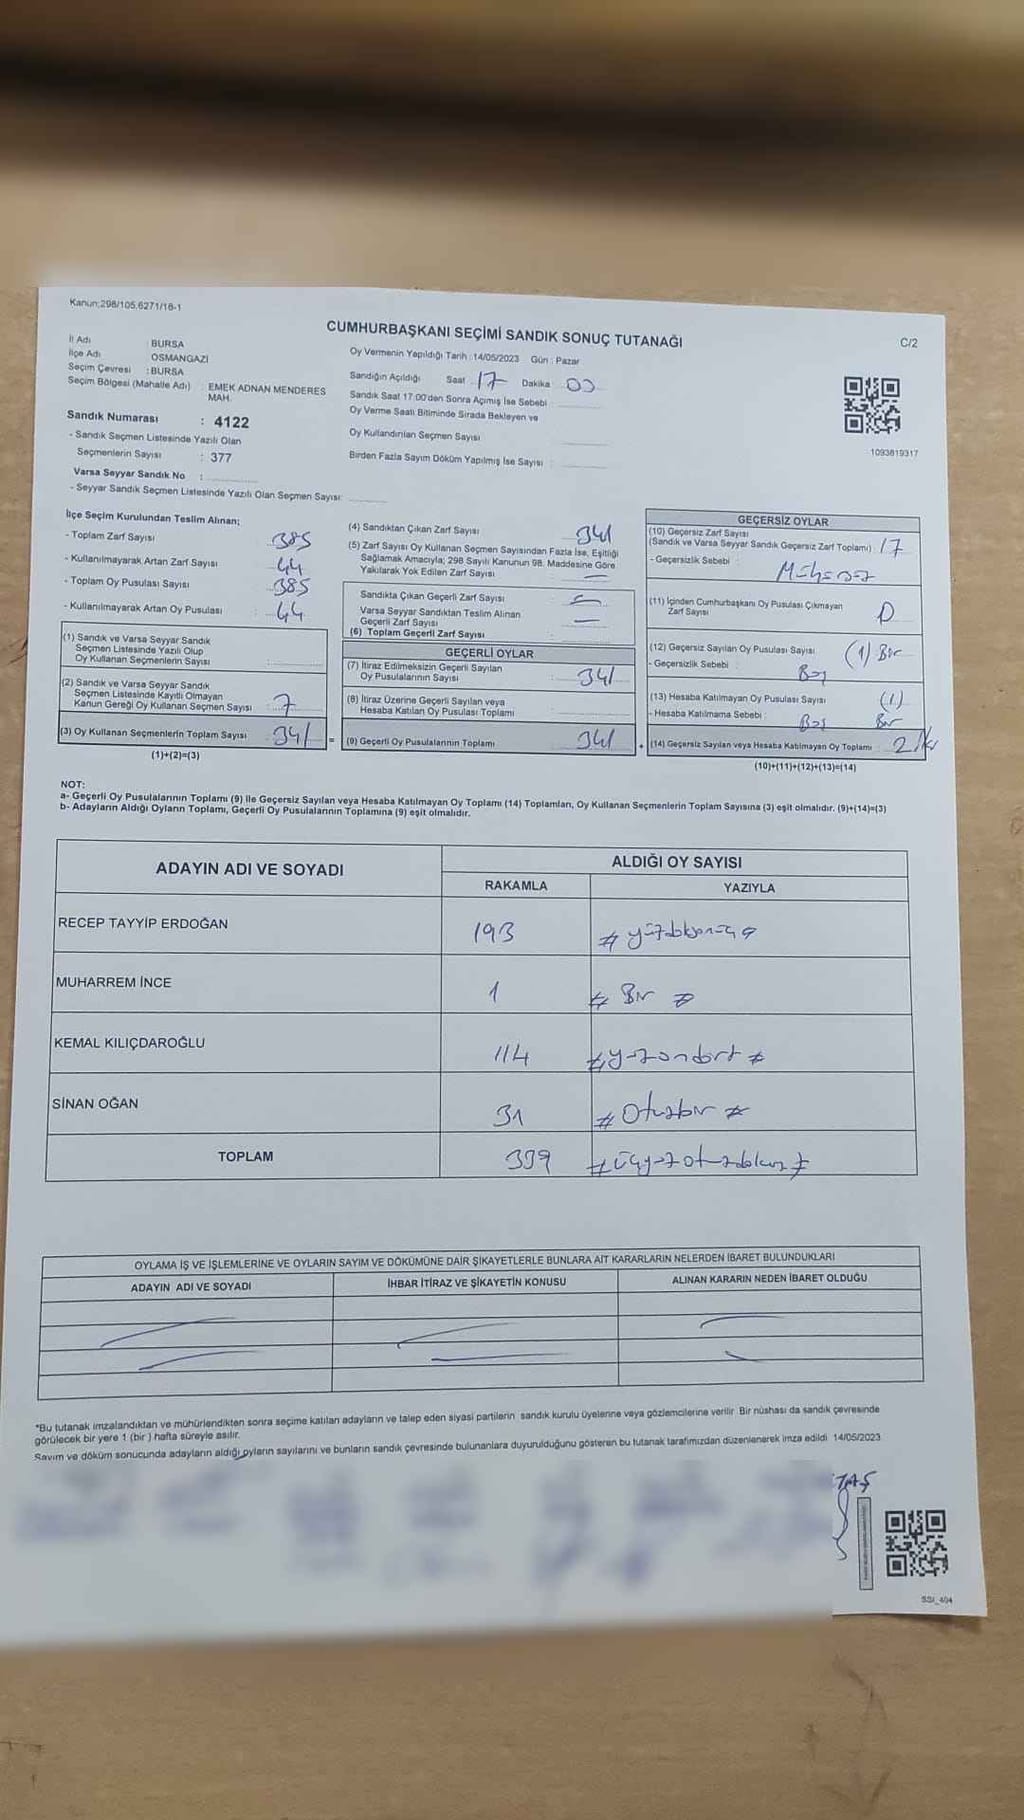 Kanun:298/105,6271/18-1
CUMHURBAŞKANI SEÇİMİ SANDIK SONUÇ TUTANAĞI
C/2
İl Adı : BURSA
İlçe Adı OSMANGAZİ
Seçim Çevresi : BURSA
Seçim Bölgesi (Mahalle Adı) EMEK ADNAN MENDERES MAH.
Sandık Numarası : 4122
- Sandık Seçmen Listesinde Yazılı Olan
Seçmenlerin Sayısı : 377
Varsa Seyyar Sandık No :
- Seyyar Sandık Seçmen Listesinde Yazılı Olan Seçmen Sayısı:
Oy Vermenin Yapıldığı Tarih : 14/05/2023 Gün : Pazar
Sandığın Açıldığı Saat 17 Dakika 00
Sandık Saat 17:00'den Sonra Açımış İse Sebebi
Oy Verme Saati Bitiminde Sırada Bekleyen ve
Oy Kullandırılan Seçmen Sayısı
Birden Fazla Sayım Döküm Yapılmış İse Sayısı :
1093819317
İlçe Seçim Kurulundan Teslim Alınan;
- Toplam Zarf Sayısı 385
- Kullanılmayarak Artan Zarf Sayısı 44
- Toplam Oy Pusulası Sayısı 385
- Kullanılmayarak Artan Oy Pusulası : 44
(1) Sandık ve Varsa Seyyar Sandık
Seçmen Listesinde Yazılı Olup
Oy Kullanan Seçmenlerin Sayısı :
(2) Sandık ve Varsa Seyyar Sandık
Seçmen Listesinde Kayıtlı Olmayan
Kanun Gereği Oy Kullanan Seçmen Sayısı : 7
(3) Oy Kullanan Seçmenlerin Toplam Sayısı 341 =
(1)+(2)=(3)
(4) Sandıktan Çıkan Zarf Sayısı 341
(5) Zarf Sayısı Oy Kullanan Seçmen Sayısından Fazla İse, Eşitliği
Sağlamak Amacıyla; 298 Sayılı Kanunun 98. Maddesine Göre
Yakılarak Yok Edilen Zarf Sayısı
Sandıkta Çıkan Geçerli Zarf Sayısı
Varsa Seyyar Sandıktan Teslim Alınan
Geçerli Zarf Sayısı
(6) Toplam Geçerli Zarf Sayısı
GEÇERLİ OYLAR
(7) İtiraz Edilmeksizin Geçerli Sayılan
Oy Pusulalarının Sayısı 341
(8) İtiraz Üzerine Geçerli Sayılan veya
Hesaba Katılan Oy Pusulası Toplamı
(9) Geçerli Oy Pusulalarının Toplamı 341 +
GEÇERSİZ OYLAR
(10) Geçersiz Zarf Sayısı
(Sandık ve Varsa Seyyar Sandık Geçersiz Zarf Toplamı) 17
- Geçersizlik Sebebi :
(11) İçinden Cumhurbaşkanı Oy Pusulası Çıkmayan
Zarf Sayısı
(12) Geçersiz Sayılan Oy Pusulası Sayısı (1) Bir
- Geçersizlik Sebebi : Boş
(13) Hesaba Katılmayan Oy Pusulası Sayısı (1)
- Hesaba Katılmama Sebebi : Boş Bir
(14) Geçersiz Sayılan veya Hesaba Katılmayan Oy Toplamı 2 İki
(10)+(11)+(12)+(13)=(14)
NOT:
a- Geçerli Oy Pusulalarının Toplamı (9) ile Geçersiz Sayılan veya Hesaba Katılmayan Oy Toplamı (14) Toplamları, Oy Kullanan Seçmenlerin Toplam Sayısına (3) eşit olmalıdır. (9)+(14)=(3)
b- Adayların Aldığı Oyların Toplamı, Geçerli Oy Pusulalarının Toplamına (9) eşit olmalıdır.
ADAYIN ADI VE SOYADI ALDIĞI OY SAYISI
RAKAMLA YAZIYLA
RECEP TAYYİP ERDOĞAN 193 # yüzdoksanüç #
MUHARREM İNCE 1 # Bir #
KEMAL KILIÇDAROĞLU 114 # yüzondört #
SİNAN OĞAN 31 # Otuzbir #
TOPLAM 339 # üçyüzotuzdokuz #
OYLAMA İŞ VE İŞLEMLERİNE VE OYLARIN SAYIM VE DÖKÜMÜNE DAİR ŞİKAYETLERLE BUNLARA AİT KARARLARIN NELERDEN İBARET BULUNDUKLARI
ADAYIN ADI VE SOYADI İHBAR İTİRAZ VE ŞİKAYETİN KONUSU ALINAN KARARIN NEDEN İBARET OLDUĞU
*Bu tutanak imzalandıktan ve mühürlendikten sonra seçime katılan adayların ve talep eden siyasi partilerin sandık kurulu üyelerine veya gözlemcilerine verilir. Bir nüshası da sandık çevresinde
görülecek bir yere 1 (bir) hafta süreyle asılır.
Sayım ve döküm sonucunda adayların aldığı oyların sayılarını ve bunların sandık çevresinde bulunanlara duyurulduğunu gösteren bu tutanak tarafımızdan düzenlenerek imza edildi. 14/05/2023
TAŞ
SSI_404